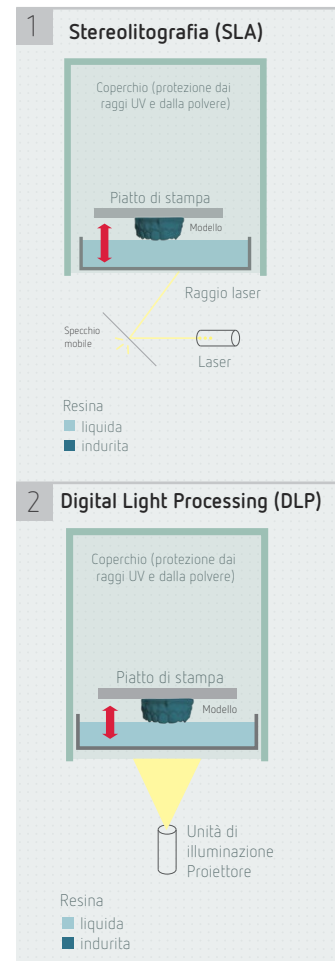 1
Stereolitografia (SLA)
Coperchio (protezione dai
raggi UV e dalla polvere)
Piatto di stampa
Modello
Raggio laser
Specchio
mobile
Laser
Resina
liquida
indurita
2
Digital Light Processing (DLP)
Coperchio (protezione dai
raggi UV e dalla polvere)
Piatto di stampa
Modello
Unità di
illuminazione
Proiettore
Resina
liquida
indurita